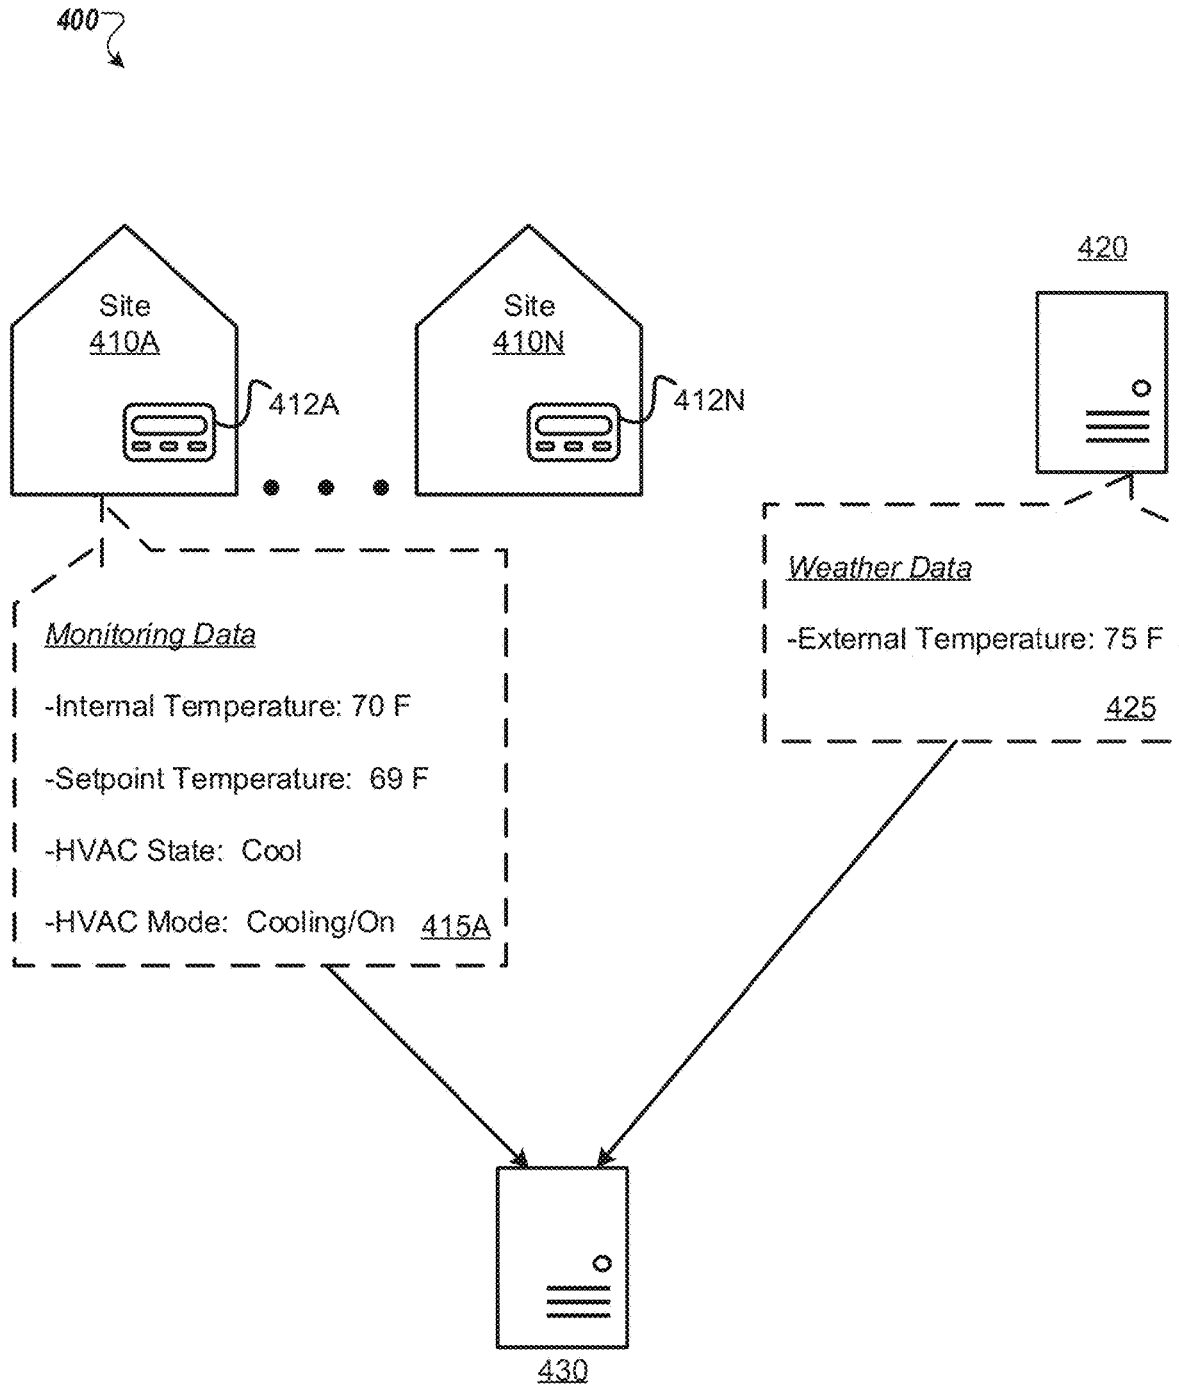 400
420
Site
410A
Site
410N
412A
412N
Weather Data
-External Temperature: 75 F
425
Monitoring Data
-Internal Temperature: 70 F
-Setpoint Temperature: 69 F
-HVAC State: Cool
-HVAC Mode: Cooling/On
415A
430